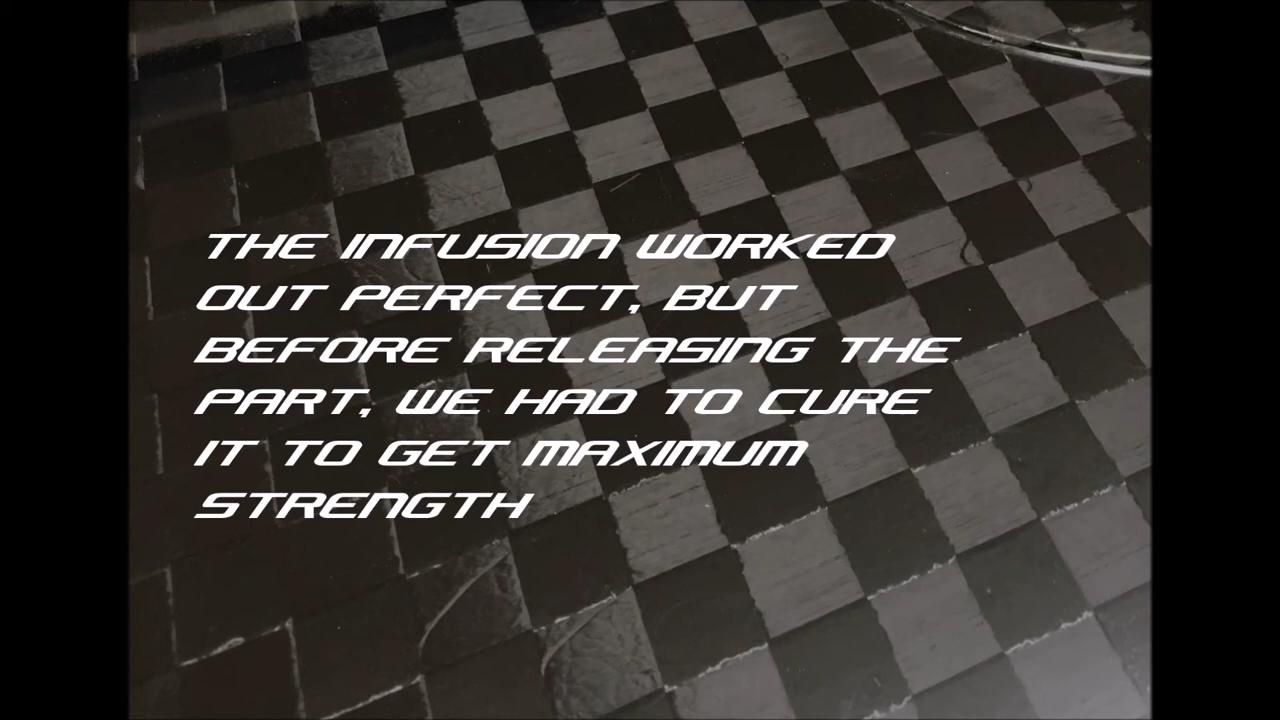 THE INFUSION WORKED
OUT PERFECT, BUT
BEFORE RELEASING THE
PART, WE HAD TO CURE
IT TO GET MAXIMUM
STRENGTH